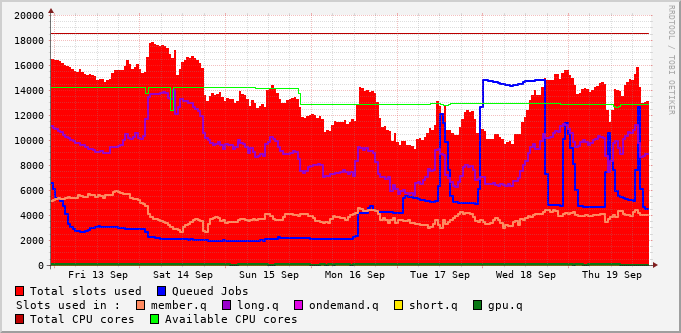 20000
18000
16000
14000
12000
10000
8000
6000
4000
2000
0
Fri 13 Sep Sat 14 Sep Sun 15 Sep Mon 16 Sep Tue 17 Sep Wed 18 Sep Thu 19 Sep
Total slots used Queued Jobs
Slots used in : member.q long.q ondemand.q short.q gpu.q
Total CPU cores Available CPU cores
RRDTOOL / TOBI OETIKER